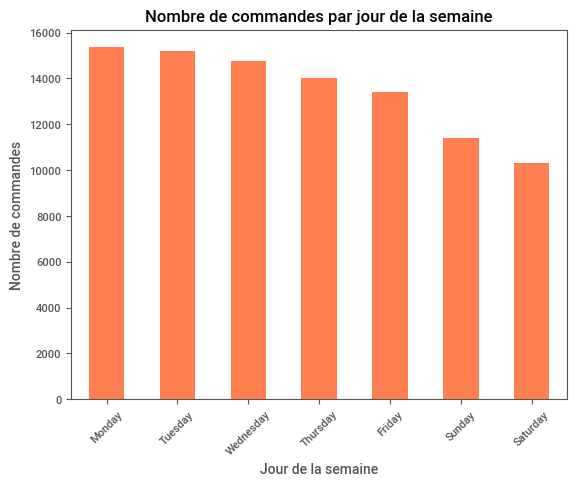 Nombre de commandes par jour de la semaine
Nombre de commandes
16000
14000
12000
10000
8000
6000
4000
2000
0
Monday
Tuesday
Wednesday
Thursday
Friday
Sunday
Saturday
Jour de la semaine